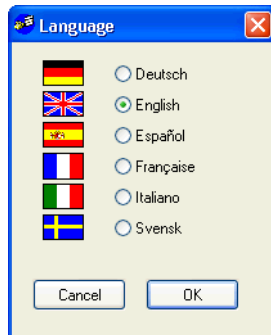 Language
Deutsch
English
Español
Française
Italiano
Svensk
Cancel
OK